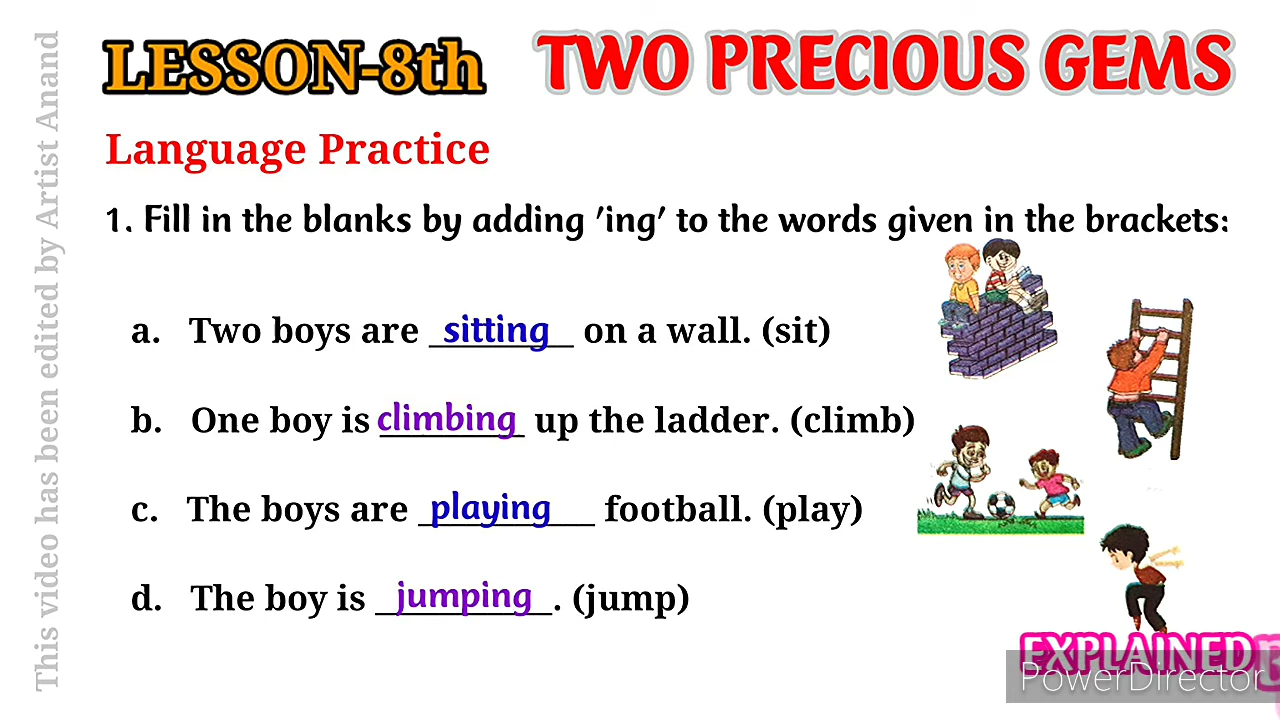 LESSON-8th TWO PRECIOUS GEMS
Language Practice
1. Fill in the blanks by adding 'ing' to the words given in the brackets:
a. Two boys are sitting on a wall. (sit)
b. One boy is climbing up the ladder. (climb)
c. The boys are playing football. (play)
d. The boy is jumping. (jump)
EXPLAINED
PowerDirector
This video has been edited by Artist Anand